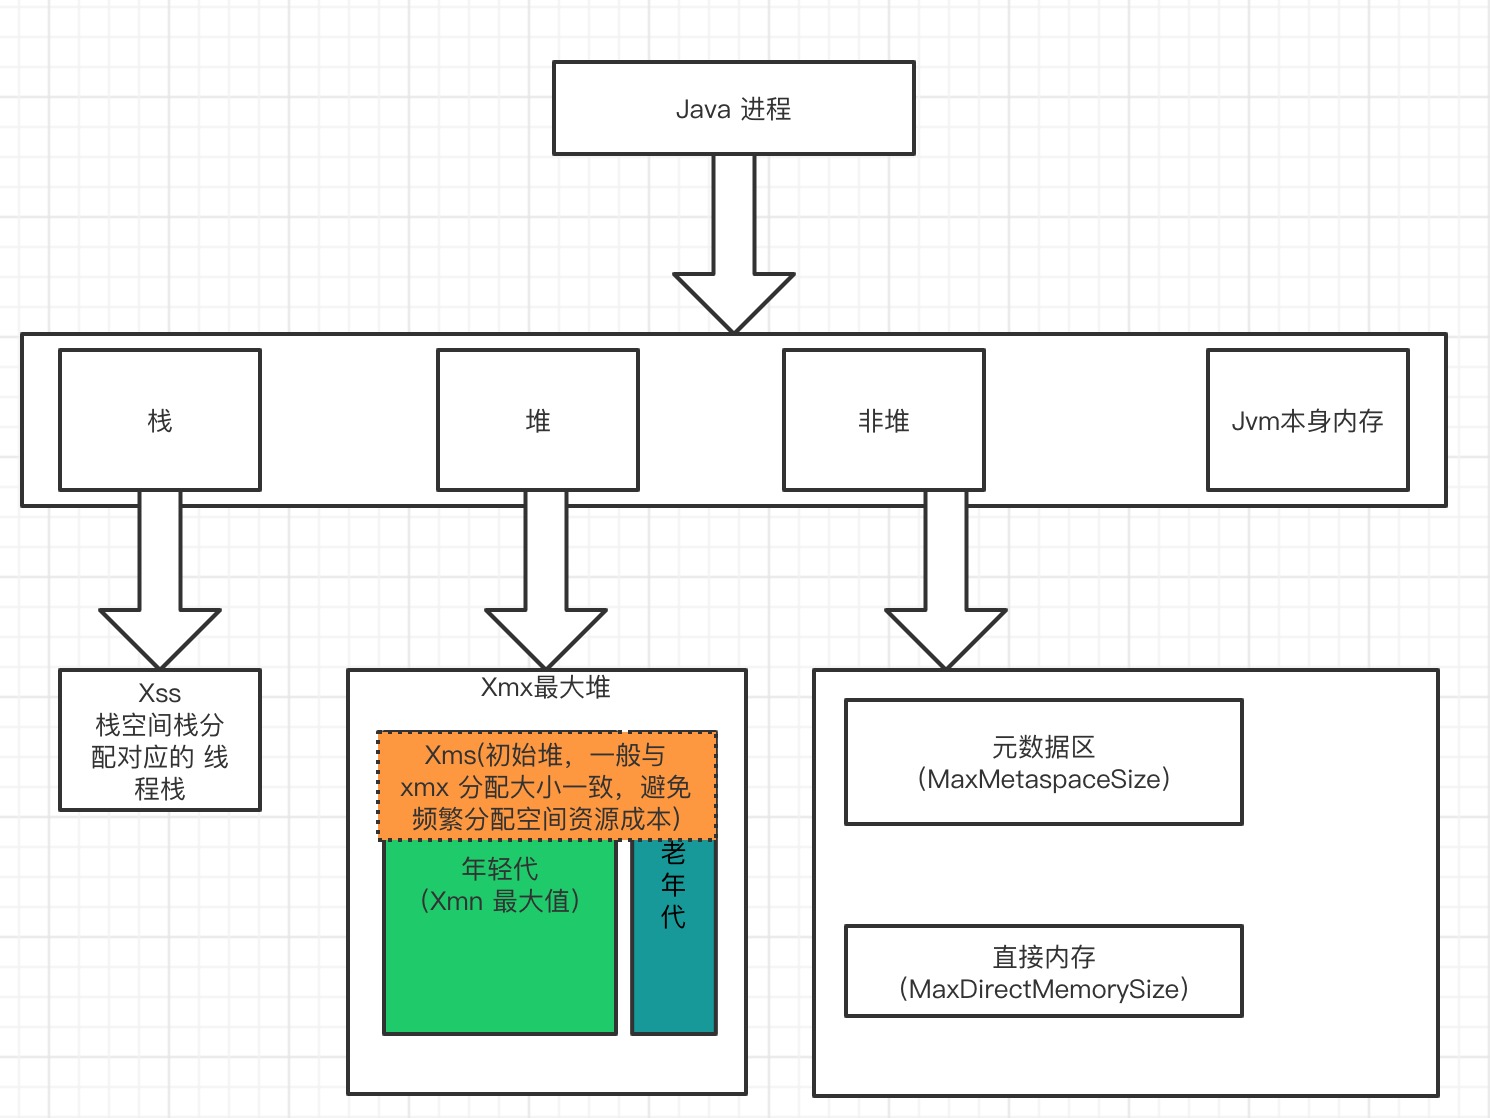 Java 进程
栈
堆
非堆
Jvm本身内存
Xss
栈空间栈分
配对应的 线
程栈
Xmx最大堆
Xms(初始堆，一般与
xmx 分配大小一致，避免
频繁分配空间资源成本）
年轻代
（Xmn 最大值）
老
年
代
元数据区
（MaxMetaspaceSize）
直接内存
（MaxDirectMemorySize）